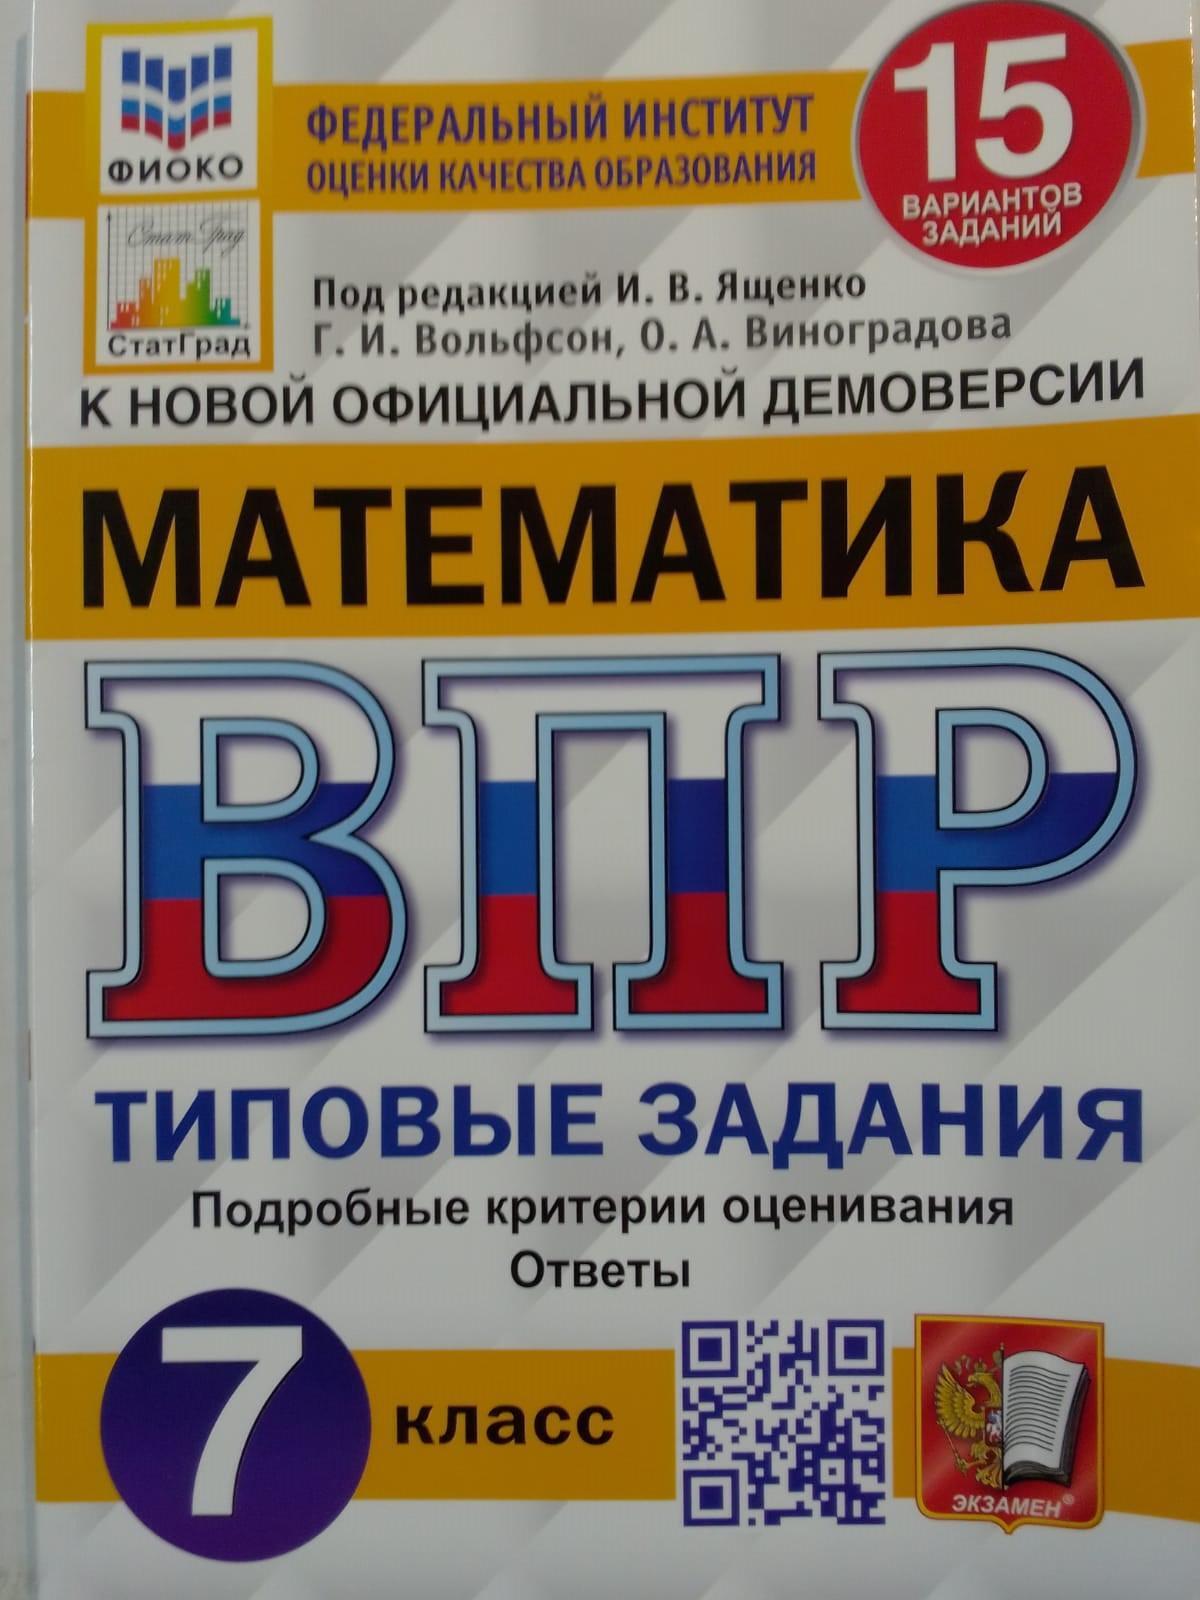 ФИОКО
ФЕДЕРАЛЬНЫЙ ИНСТИТУТ
ОЦЕНКИ КАЧЕСТВА ОБРАЗОВАНИЯ
15
ВАРИАНТОВ
ЗАДАНИЙ
СтатГрад
СтатГрад
Под редакцией И. В. Ященко
Г. И. Вольфсон, О. А. Виноградова
К НОВОЙ ОФИЦИАЛЬНОЙ ДЕМОВЕРСИИ
МАТЕМАТИКА
ВПР
ТИПОВЫЕ ЗАДАНИЯ
Подробные критерии оценивания
Ответы
7
класс
ЭКЗАМЕН®